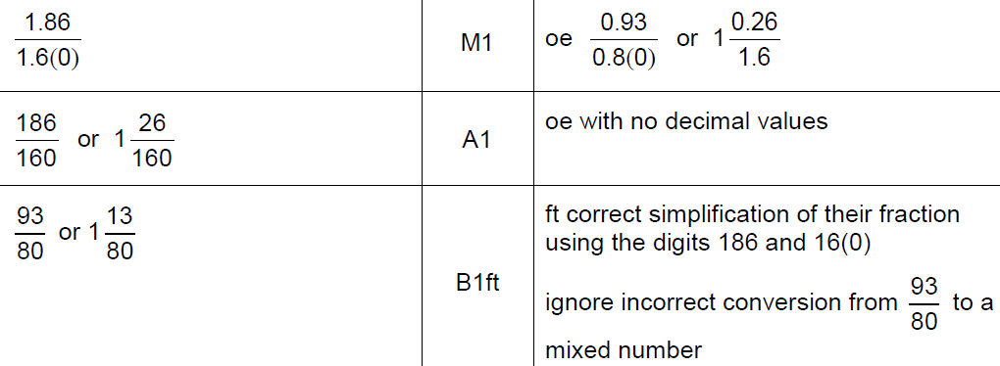 1.86/1.6(0) M1 oe 0.93/0.8(0) or 1 0.26/1.6
186/160 or 1 26/160 A1 oe with no decimal values
93/80 or 1 13/80 B1ft ft correct simplification of their fraction
using the digits 186 and 16(0)
ignore incorrect conversion from 93/80 to a
mixed number